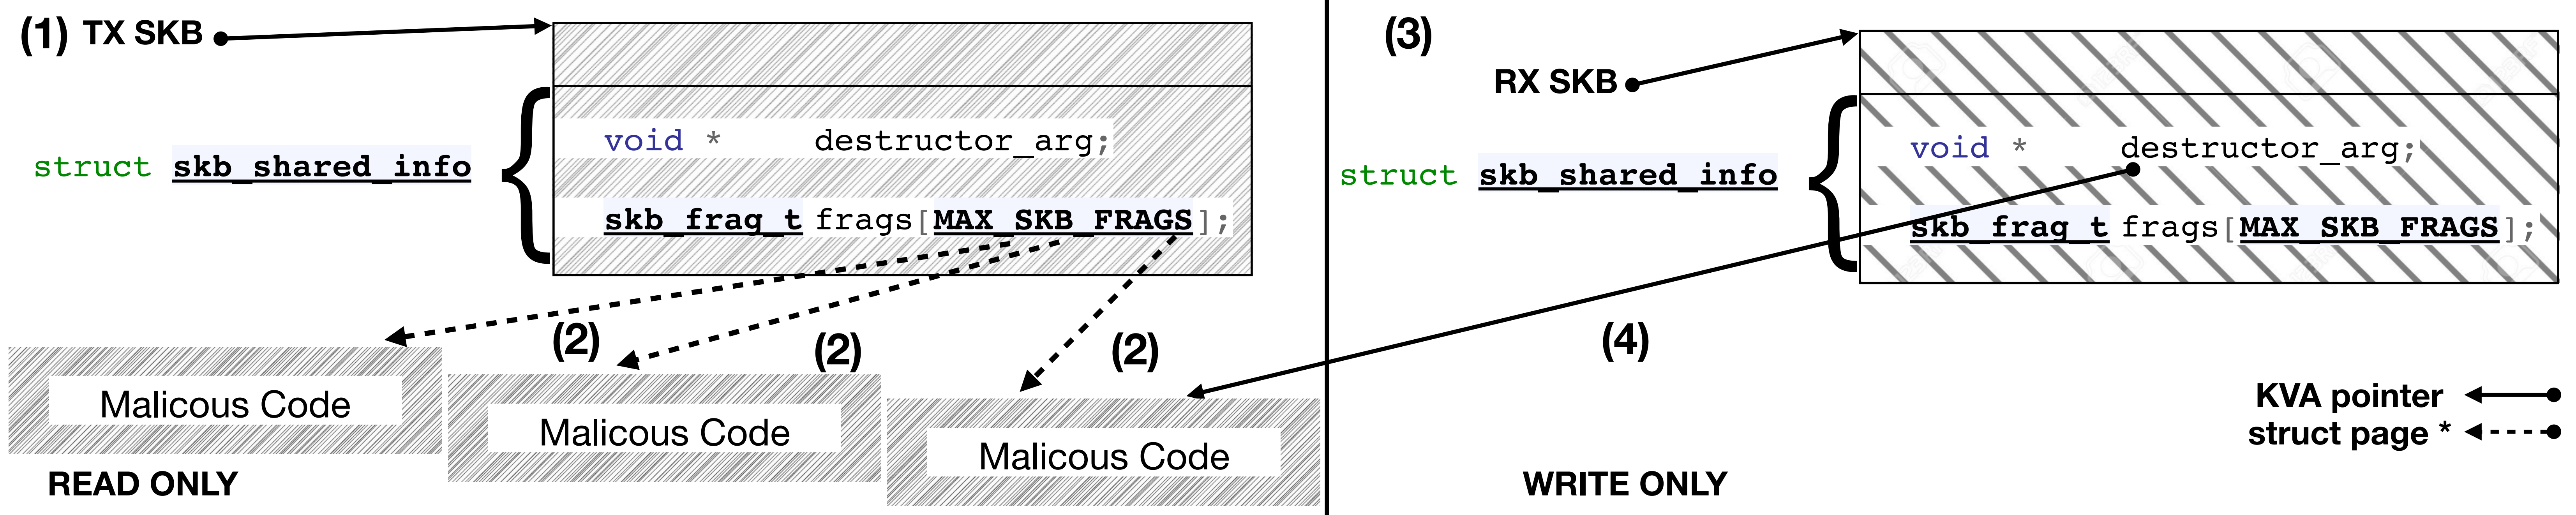 (1) TX SKB
struct skb_shared_info
void * destructor_arg;
skb_frag_t frags[MAX_SKB_FRAGS];
(2)
(2)
(2)
Malicous Code
Malicous Code
Malicous Code
READ ONLY
(3)
RX SKB
struct skb_shared_info
void * destructor_arg;
skb_frag_t frags[MAX_SKB_FRAGS];
(4)
KVA pointer
struct page *
WRITE ONLY